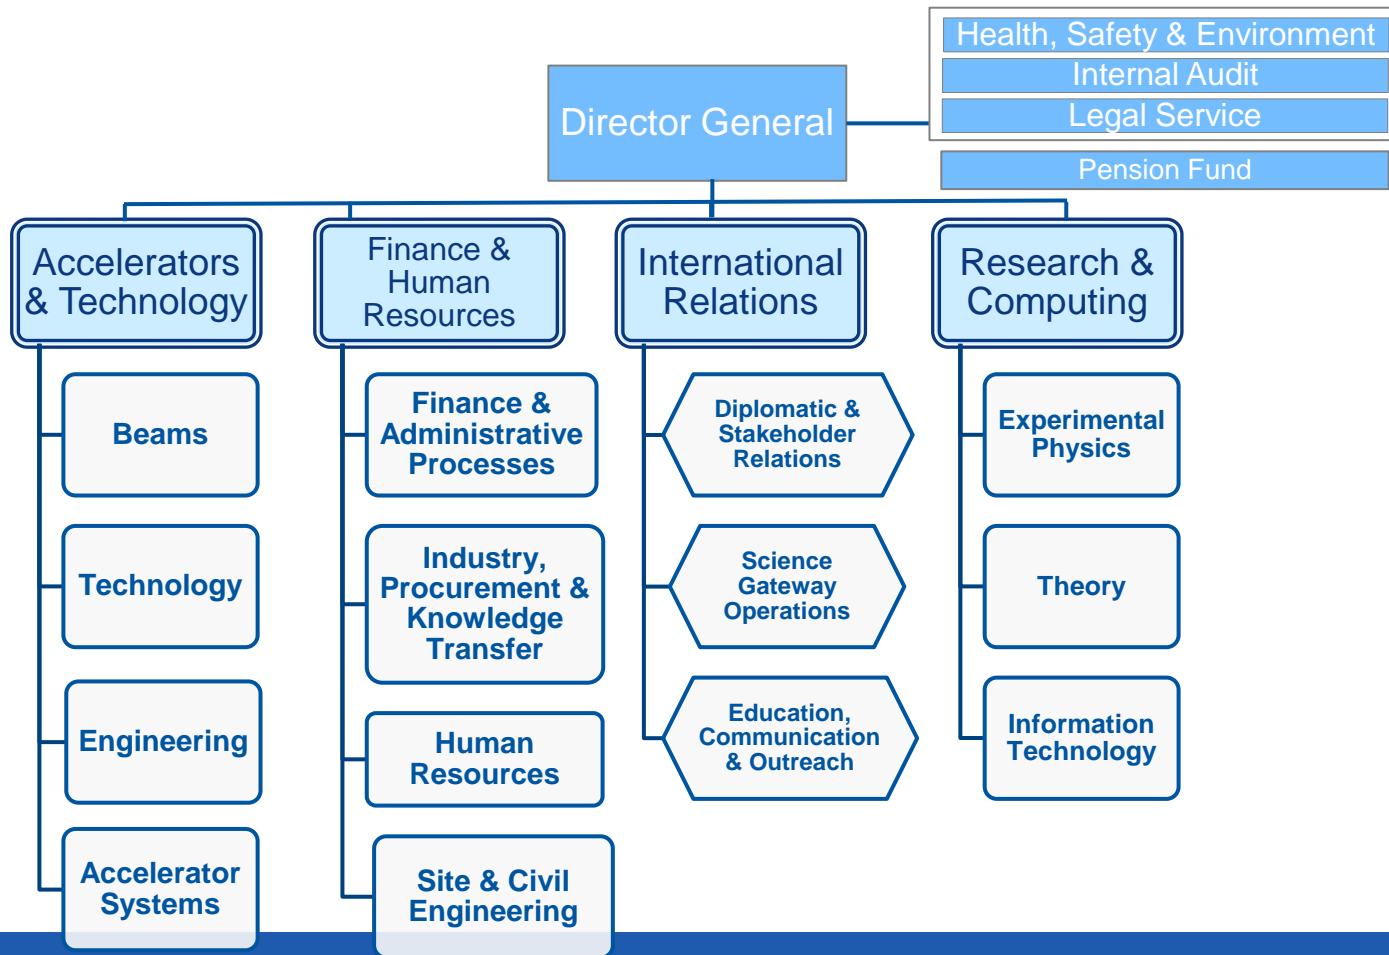 Health, Safety & Environment
Internal Audit
Legal Service
Pension Fund
Director General
Accelerators
& Technology
Finance &
Human
Resources
International
Relations
Research &
Computing
Beams
Technology
Engineering
Accelerator
Systems
Finance &
Administrative
Processes
Industry,
Procurement &
Knowledge
Transfer
Human
Resources
Site & Civil
Engineering
Diplomatic &
Stakeholder
Relations
Science
Gateway
Operations
Education,
Communication
& Outreach
Experimental
Physics
Theory
Information
Technology